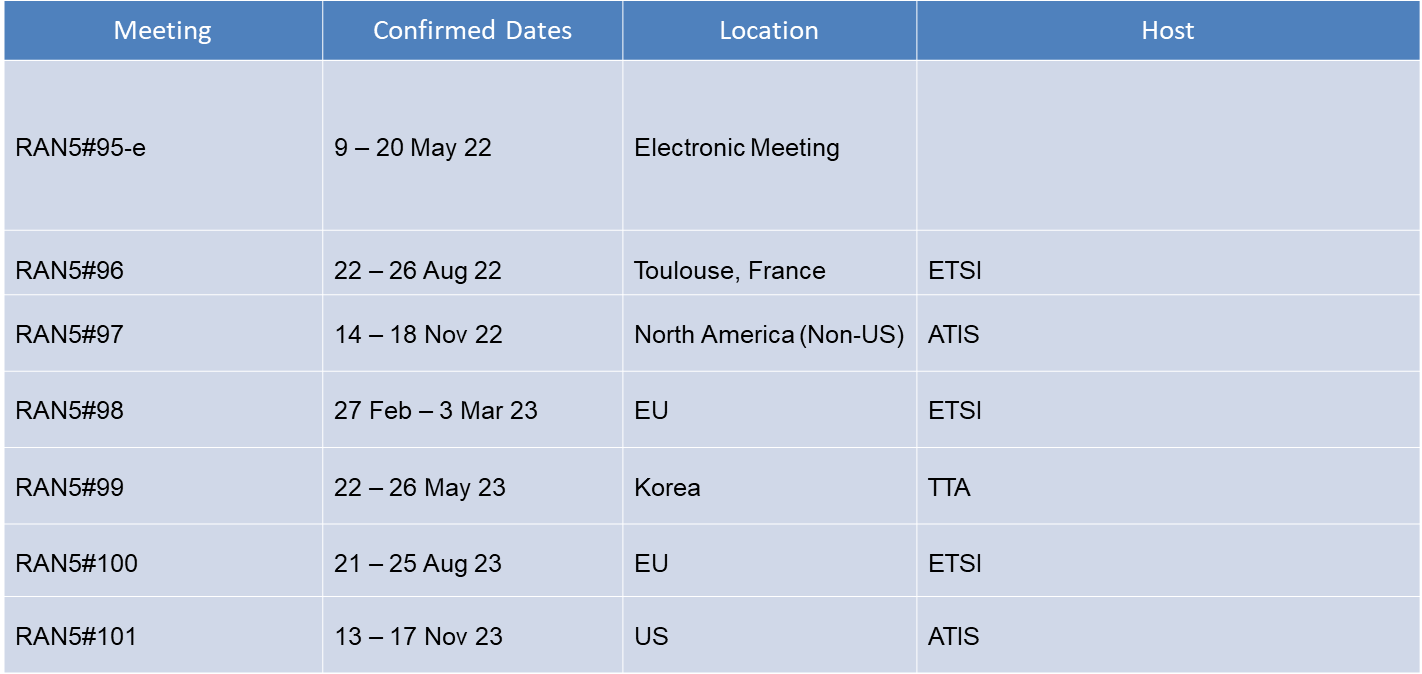 Meeting Confirmed Dates Location Host
RAN5#95-e 9 – 20 May 22 Electronic Meeting
RAN5#96 22 – 26 Aug 22 Toulouse, France ETSI
RAN5#97 14 – 18 Nov 22 North America (Non-US) ATIS
RAN5#98 27 Feb – 3 Mar 23 EU ETSI
RAN5#99 22 – 26 May 23 Korea TTA
RAN5#100 21 – 25 Aug 23 EU ETSI
RAN5#101 13 – 17 Nov 23 US ATIS